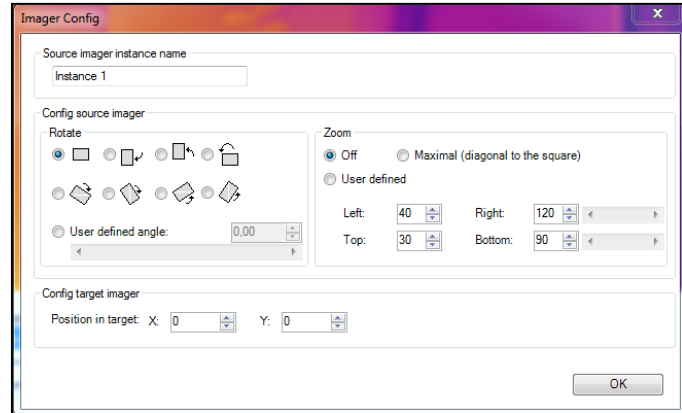 Imager Config
x
Source imager instance name
Instance 1
Config source imager
Rotate
Zoom
Off
Maximal (diagonal to the square)
User defined
Left: 40 Right: 120
User defined angle: 0,00
Top: 30 Bottom: 90
Config target imager
Position in target: X: 0 Y: 0
OK